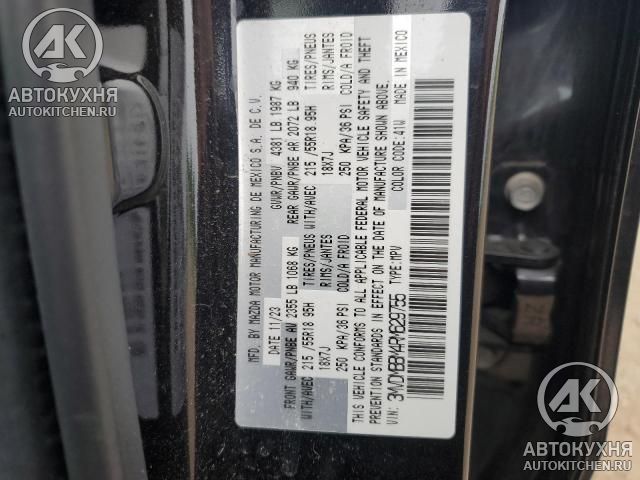 MFD. BY MAZDA MOTOR MANUFACTURING DE MEXICO S.A. DE C.V.
DATE 11/23 GVWR/PNBV 4381 LB 1987 KG
FRONT GAWR/PNBE AV 2355 LB 1068 KG REAR GAWR/PNBE AR 2072 LB 940 KG
WITH/AVEC 215 /55R18 95H TIRES/PNEUS WITH/AVEC 215 /55R18 95H TIRES/PNEUS
18X7J RIMS/JANTES 18X7J RIMS/JANTES
250 KPA/36 PSI COLD/A FROID 250 KPA/36 PSI COLD/A FROID
THIS VEHICLE CONFORMS TO ALL APPLICABLE FEDERAL MOTOR VEHICLE SAFETY AND THEFT
PREVENTION STANDARDS IN EFFECT ON THE DATE OF MANUFACTURE SHOWN ABOVE.
VIN: 3MVDMBBM4RM629755 TYPE:MPV COLOR CODE:41W MADE IN MEXICO
АК
АВТОКУХНЯ
AUTOKITCHEN.RU
АК
АВТОКУХНЯ
AUTOKITCHEN.RU